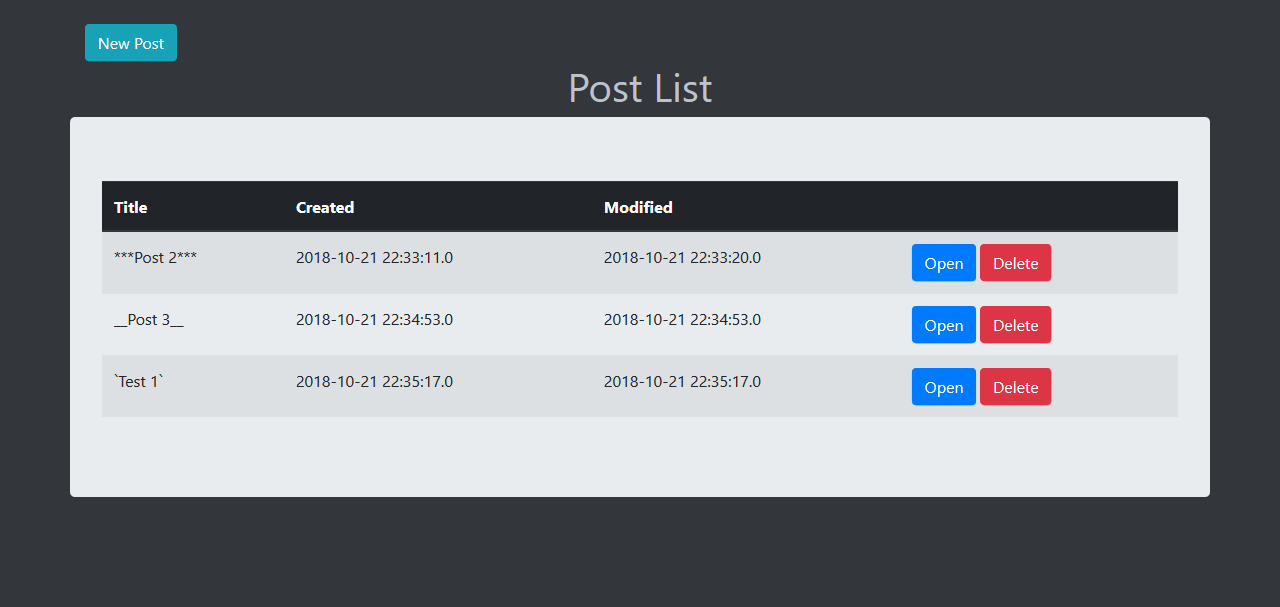 New Post
Post List
Title Created Modified
***Post 2*** 2018-10-21 22:33:11.0 2018-10-21 22:33:20.0 Open Delete
__Post 3__ 2018-10-21 22:34:53.0 2018-10-21 22:34:53.0 Open Delete
`Test 1` 2018-10-21 22:35:17.0 2018-10-21 22:35:17.0 Open Delete